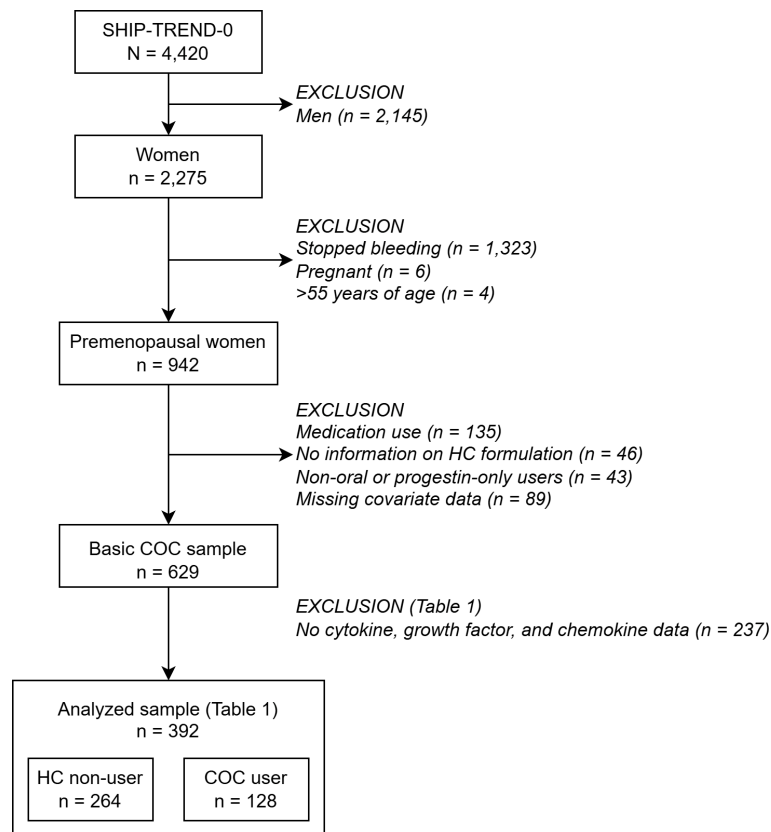 SHIP-TREND-0
N = 4,420
EXCLUSION
Men (n = 2,145)
Women
n = 2,275
EXCLUSION
Stopped bleeding (n = 1,323)
Pregnant (n = 6)
>55 years of age (n = 4)
Premenopausal women
n = 942
EXCLUSION
Medication use (n = 135)
No information on HC formulation (n = 46)
Non-oral or progestin-only users (n = 43)
Missing covariate data (n = 89)
Basic COC sample
n = 629
EXCLUSION (Table 1)
No cytokine, growth factor, and chemokine data (n = 237)
Analyzed sample (Table 1)
n = 392
HC non-user
n = 264
COC user
n = 128